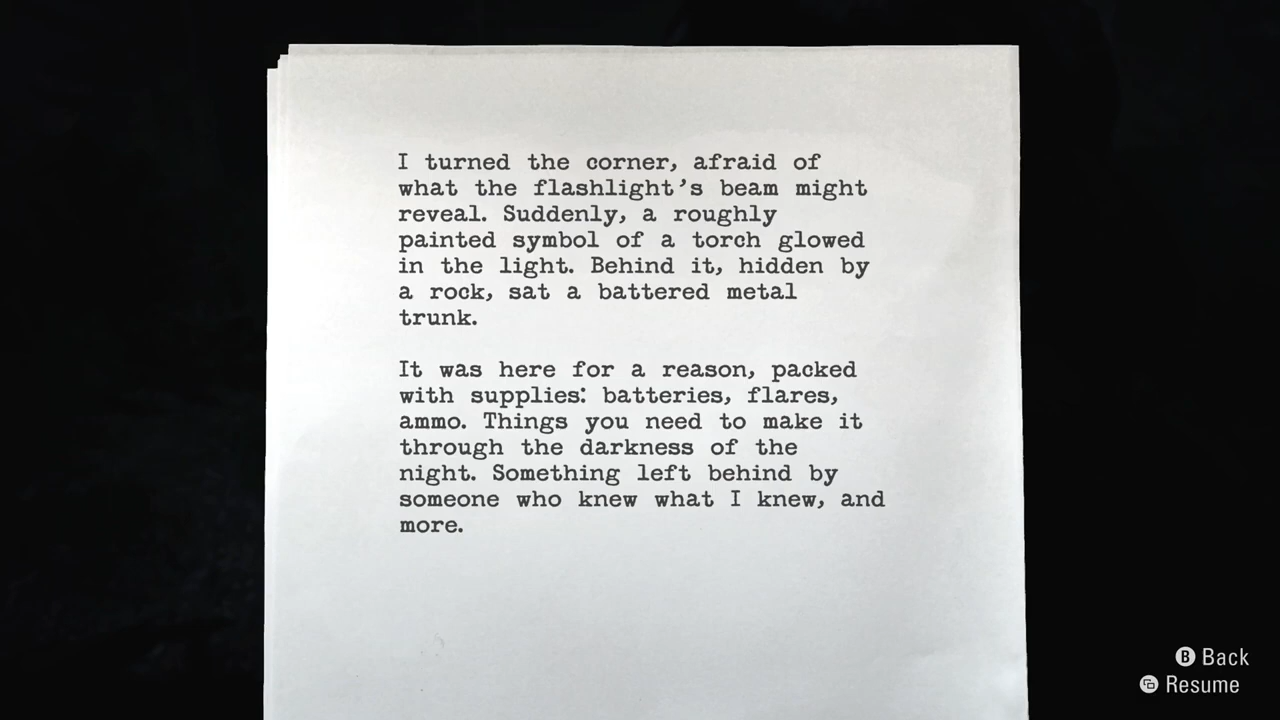 I turned the corner, afraid of
what the flashlight's beam might
reveal. Suddenly, a roughly
painted symbol of a torch glowed
in the light. Behind it, hidden by
a rock, sat a battered metal
trunk.
It was here for a reason, packed
with supplies: batteries, flares,
ammo. Things you need to make it
through the darkness of the
night. Something left behind by
someone who knew what I knew, and
more.
B Back
Resume